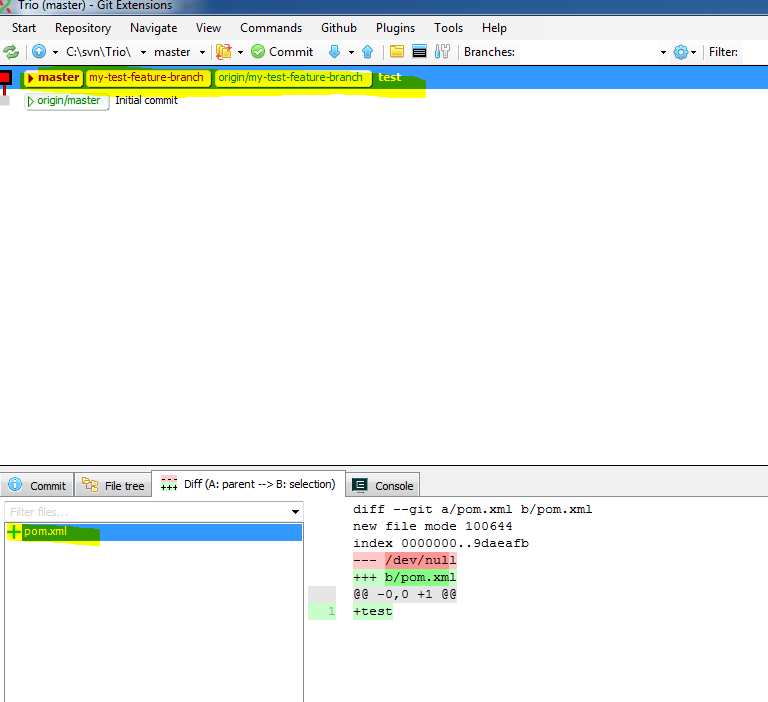 Trio (master) - Git Extensions
Start Repository Navigate View Commands Github Plugins Tools Help
C:\svn\Trio\ master Commit Branches: Filter:
master my-test-feature-branch origin/my-test-feature-branch test
origin/master Initial commit
Commit File tree Diff (A: parent --> B: selection) Console
Filter files...
pom.xml
diff --git a/pom.xml b/pom.xml
new file mode 100644
index 0000000..9daeafb
--- /dev/null
+++ b/pom.xml
@@ -0,0 +1 @@
1 +test